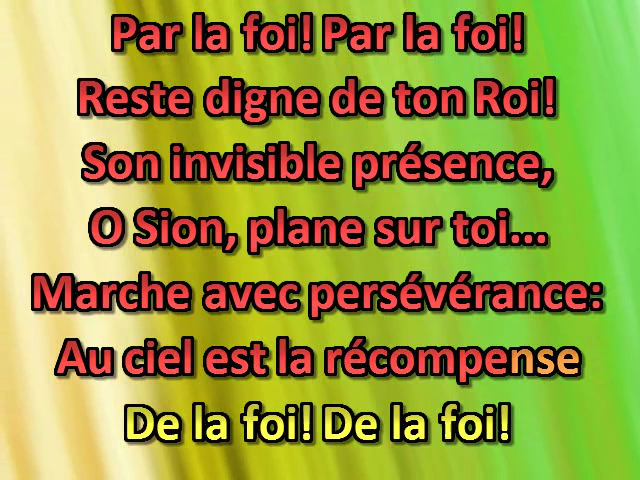 Par la foi! Par la foi!
Reste digne de ton Roi!
Son invisible présence,
O Sion, plane sur toi...
Marche avec persévérance:
Au ciel est la récompense
De la foi! De la foi!